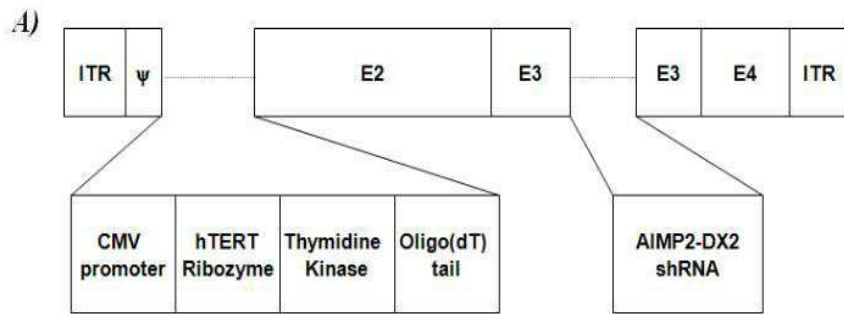 A)
ITR ψ E2 E3 E3 E4 ITR
CMV promoter
hTERT Ribozyme
Thymidine Kinase
Oligo(dT) tail
AIMP2-DX2 shRNA